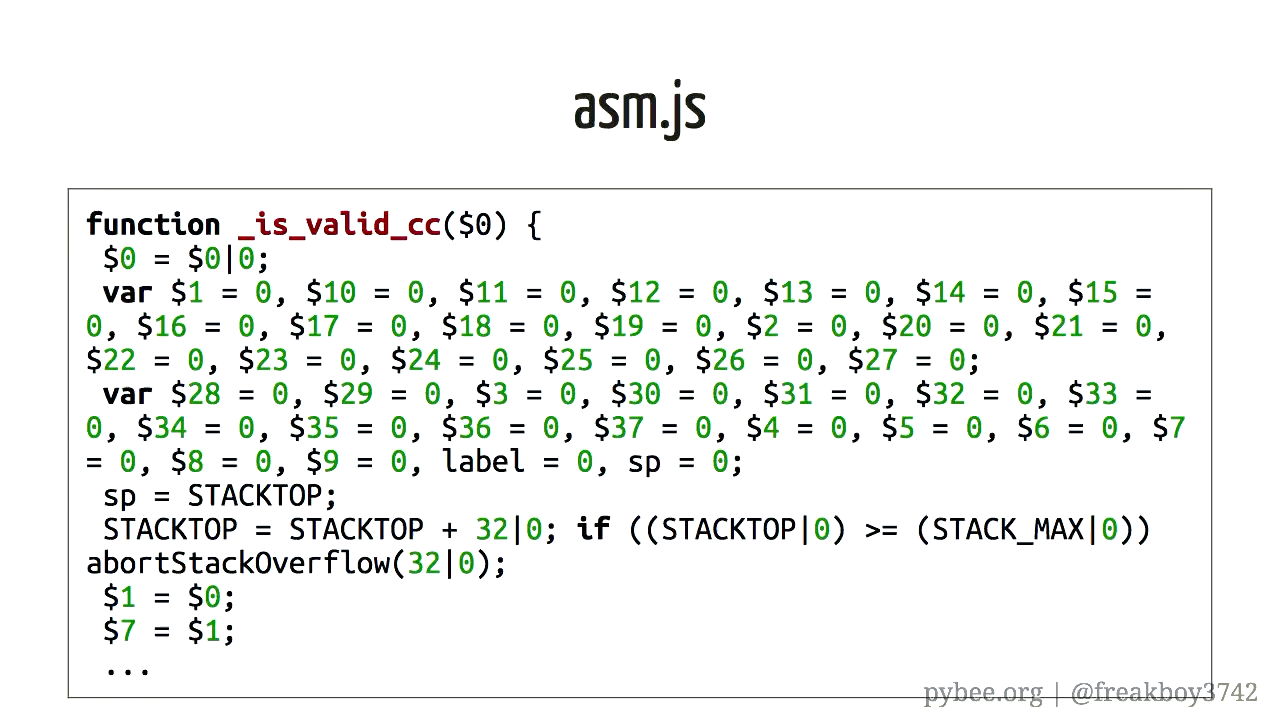 asm.js
function _is_valid_cc($0) {
$0 = $0|0;
var $1 = 0, $10 = 0, $11 = 0, $12 = 0, $13 = 0, $14 = 0, $15 =
0, $16 = 0, $17 = 0, $18 = 0, $19 = 0, $2 = 0, $20 = 0, $21 = 0,
$22 = 0, $23 = 0, $24 = 0, $25 = 0, $26 = 0, $27 = 0;
var $28 = 0, $29 = 0, $3 = 0, $30 = 0, $31 = 0, $32 = 0, $33 =
0, $34 = 0, $35 = 0, $36 = 0, $37 = 0, $4 = 0, $5 = 0, $6 = 0, $7
= 0, $8 = 0, $9 = 0, label = 0, sp = 0;
sp = STACKTOP;
STACKTOP = STACKTOP + 32|0; if ((STACKTOP|0) >= (STACK_MAX|0))
abortStackOverflow(32|0);
$1 = $0;
$7 = $1;
...
pybee.org | @freakboy3742